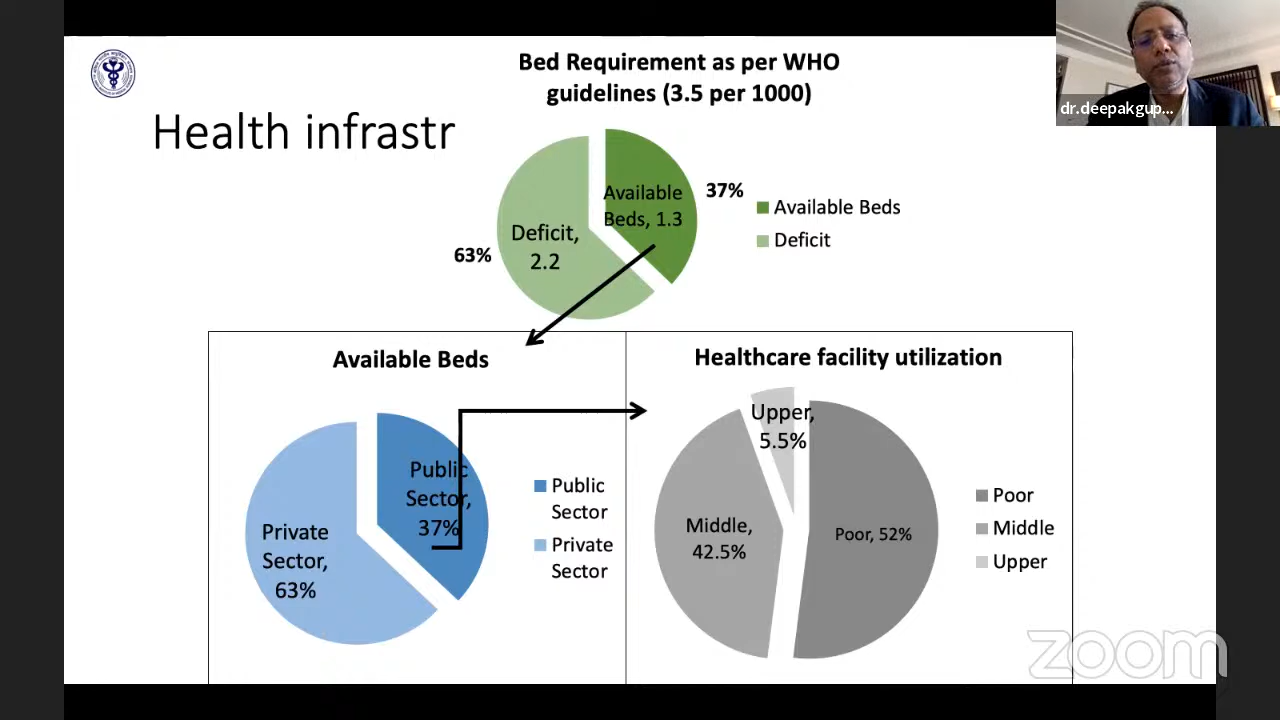 Bed Requirement as per WHO
guidelines (3.5 per 1000)
Health infrastr
Available
Beds, 1.3
37%
Deficit,
2.2
63%
Available Beds
Deficit
Available Beds
Public
Sector,
37%
Private
Sector,
63%
Public
Sector
Private
Sector
Healthcare facility utilization
Upper,
5.5%
Middle,
42.5%
Poor, 52%
Poor
Middle
Upper
dr.deepakgup...
zoom